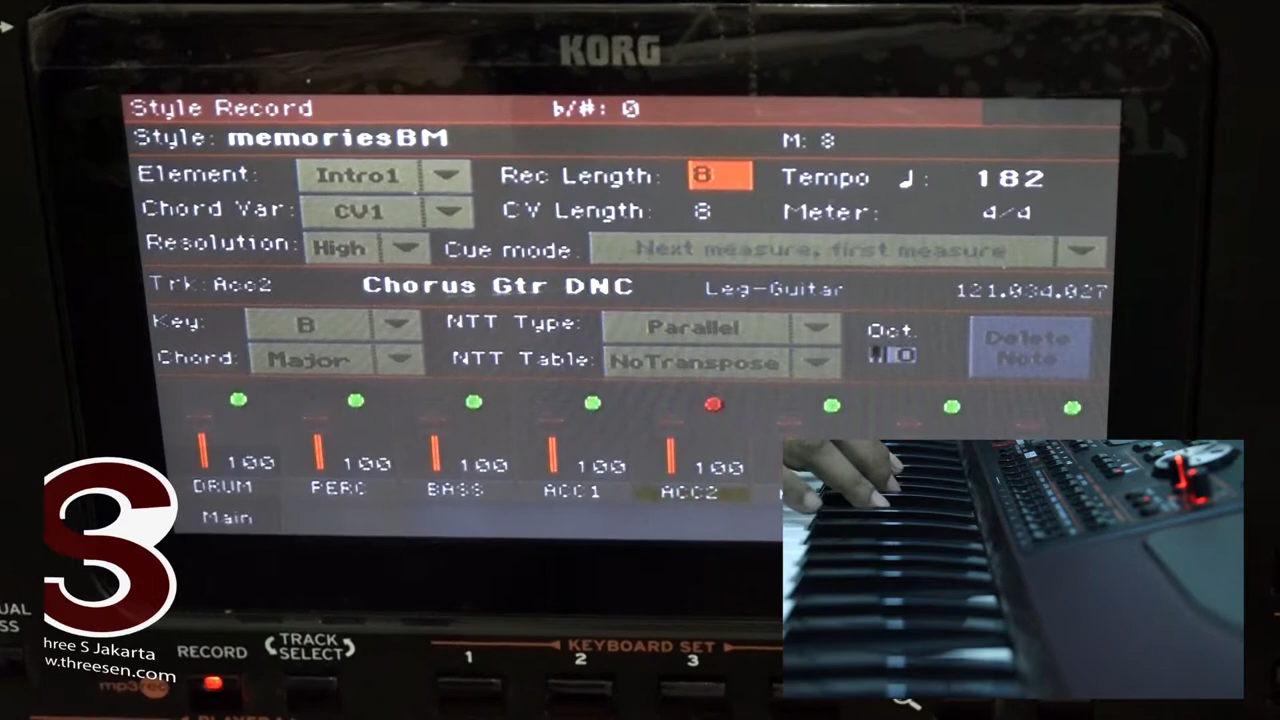 KORG
Style Record b/#: 0
Style: memoriesBM M: 8
Element: Intro1 Rec Length: 8 Tempo ♩: 182
Chord Var: CV1 CV Length: 8 Meter: 4/4
Resolution: High Cue mode: Next measure, first measure
Trk: Acc2 Chorus Gtr DNC Leg-Guitar 121.034.027
Key: B NTT Type: Parallel Oct.
Chord: Major NTT Table: NoTranspose 0 Delete Note
100 100 100 100 100
DRUM PERC BASS ACC1 ACC2
Main
UAL
SS
hree S Jakarta
w.threesen.com
RECORD TRACK SELECT KEYBOARD SET
1 2 3
mp3rec